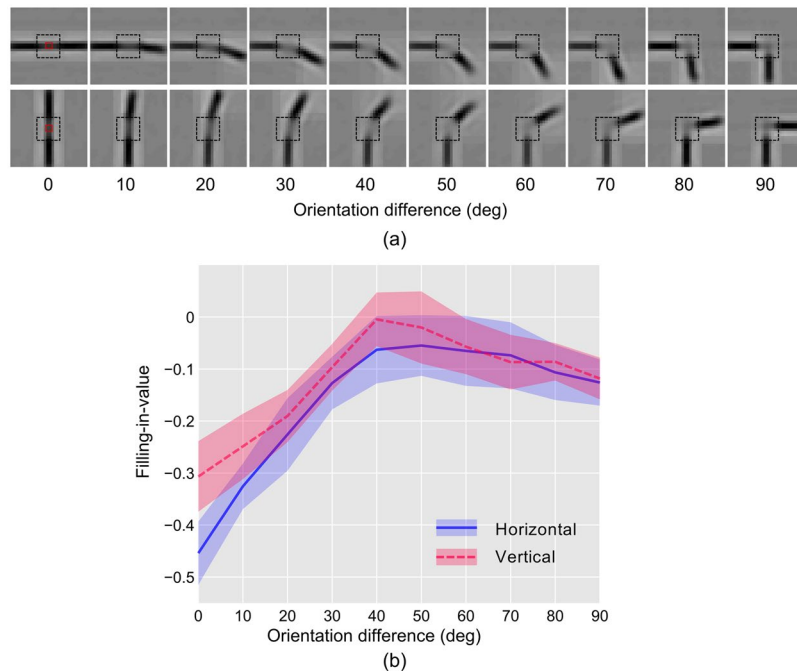 0 10 20 30 40 50 60 70 80 90
Orientation difference (deg)
(a)
0
−0.1
−0.2
−0.3
−0.4
−0.5
Filling-in-value
Horizontal
Vertical
0 10 20 30 40 50 60 70 80 90
Orientation difference (deg)
(b)